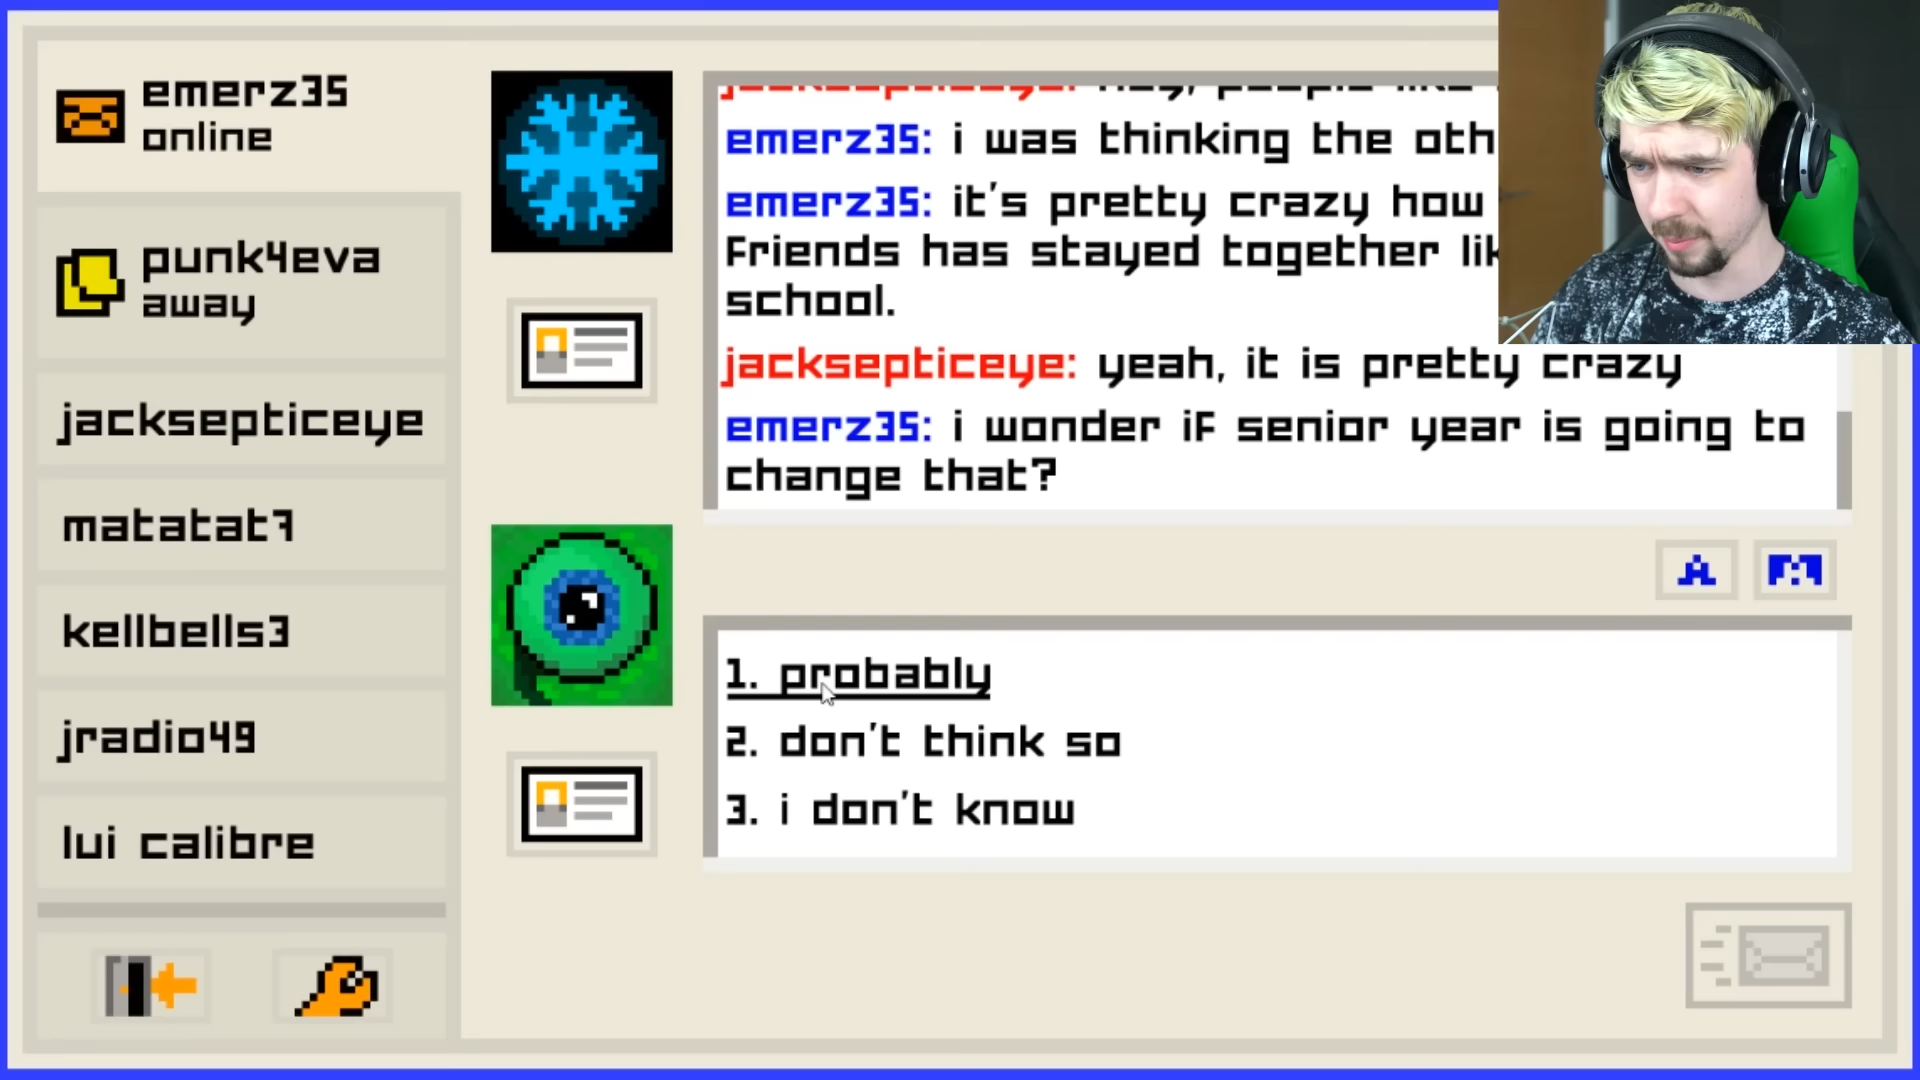 emerz35
online
punk4eva
away
jacksepticeye
matatat7
kellbells3
jradio49
lui calibre
emerz35: i was thinking the oth
emerz35: it's pretty crazy how
Friends has stayed together lik
school.
jacksepticeye: yeah, it is pretty crazy
emerz35: i wonder if senior year is going to
change that?
A
1. probably
2. don't think so
3. i don't know